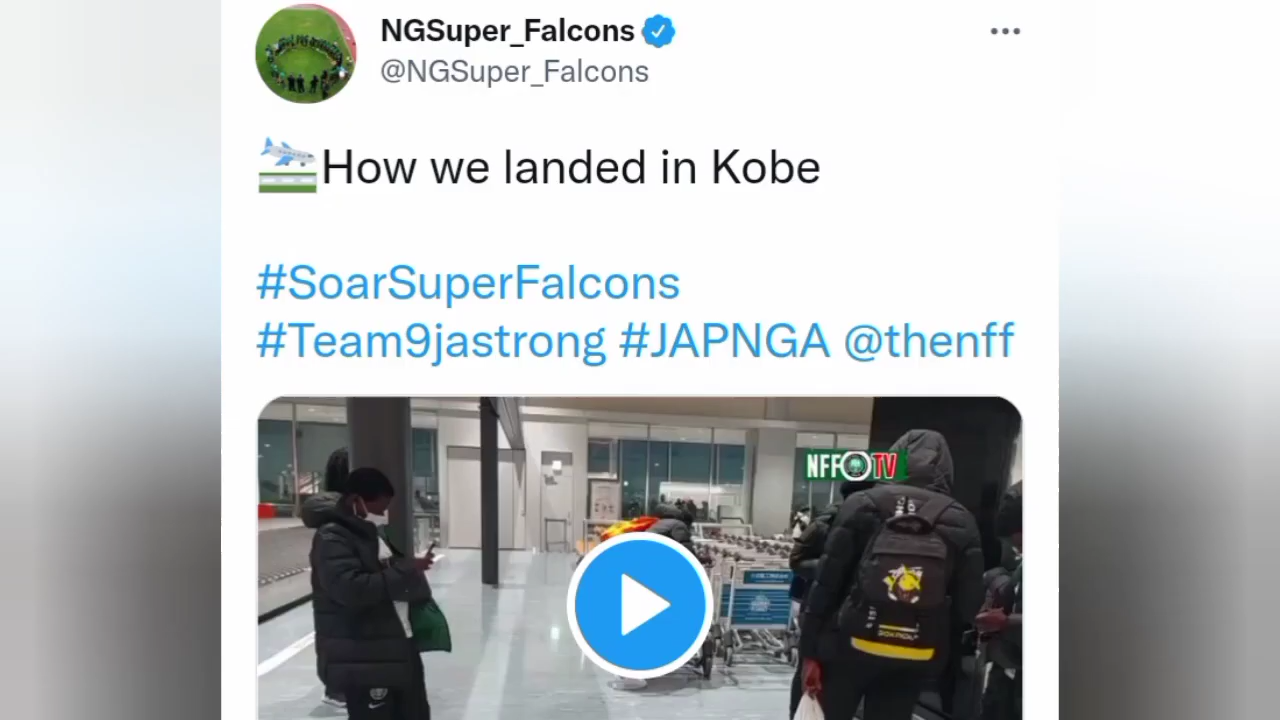 NGSuper_Falcons
@NGSuper_Falcons
🛬How we landed in Kobe
#SoarSuperFalcons
#Team9jastrong #JAPNGA @thenff
NFF TV